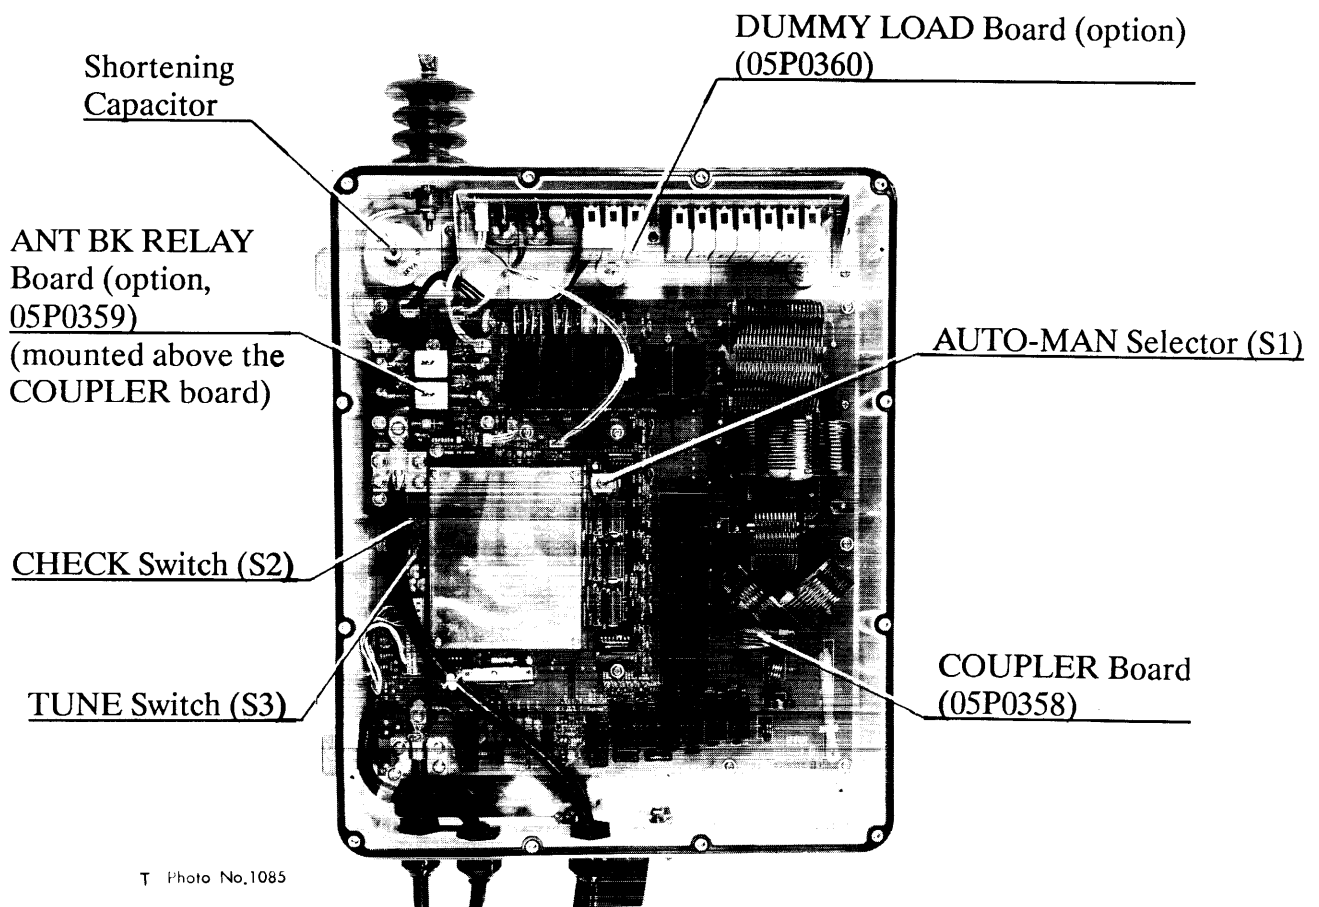 DUMMY LOAD Board (option)
(05P0360)
Shortening
Capacitor
ANT BK RELAY
Board (option,
05P0359)
(mounted above the
COUPLER board)
AUTO-MAN Selector (S1)
CHECK Switch (S2)
TUNE Switch (S3)
COUPLER Board
(05P0358)
T Photo No.1085